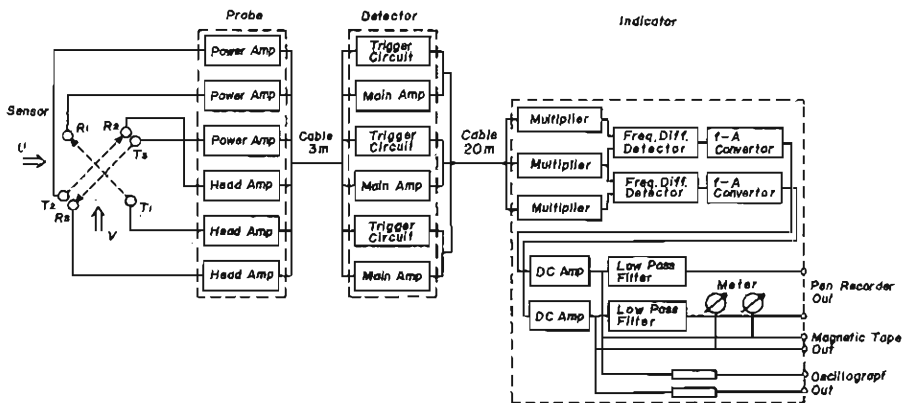 Probe
Detector
Indicator
Sensor
U
V
R1
R2
T3
T2
R3
T1
Power Amp
Power Amp
Power Amp
Head Amp
Head Amp
Head Amp
Cable
3m
Trigger
Circuit
Main Amp
Trigger
Circuit
Main Amp
Trigger
Circuit
Main Amp
Cable
20m
Multiplier
Multiplier
Multiplier
Freq. Diff.
Detector
f-A
Convertor
Freq. Diff.
Detector
f-A
Convertor
DC Amp
Low Pass
Filter
DC Amp
Low Pass
Filter
Meter
Pen Recorder
Out
Magnetic Tape
Out
Oscillograpf
Out